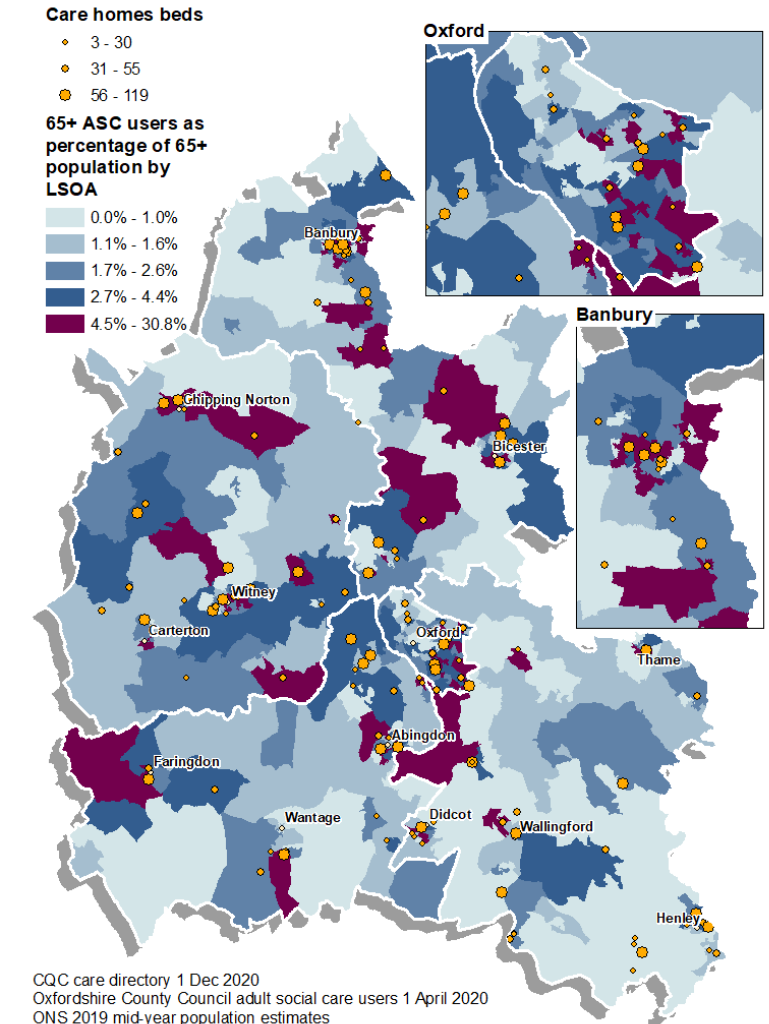 Care homes beds
3 - 30
31 - 55
56 - 119
65+ ASC users as
percentage of 65+
population by
LSOA
0.0% - 1.0%
1.1% - 1.6%
1.7% - 2.6%
2.7% - 4.4%
4.5% - 30.8%
Oxford
Banbury
Banbury
Chipping Norton
Bicester
Witney
Carterton
Oxford
Thame
Abingdon
Faringdon
Wantage
Didcot
Wallingford
Henley
CQC care directory 1 Dec 2020
Oxfordshire County Council adult social care users 1 April 2020
ONS 2019 mid-year population estimates